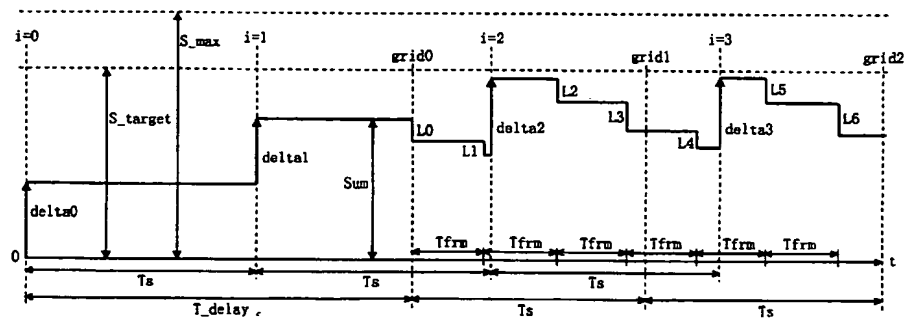 i=0 S_max i=1 i=2 i=3
grid0 grid1 grid2
S_target
L2 L5
L0 L3 L6
delta1 L1 delta2 L4 delta3
Sum
delta0
Tfrm Tfrm Tfrm Tfrm Tfrm Tfrm
0 t
Ts Ts Ts
T_delay Ts Ts